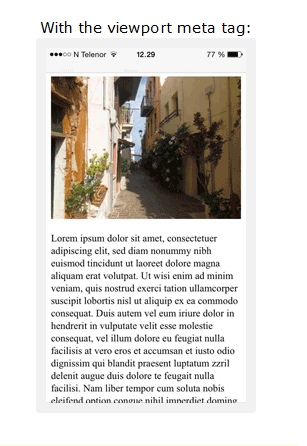 With the viewport meta tag:
N Telenor 12.29 77 %
Lorem ipsum dolor sit amet, consectetuer
adipiscing elit, sed diam nonummy nibh
euismod tincidunt ut laoreet dolore magna
aliquam erat volutpat. Ut wisi enim ad minim
veniam, quis nostrud exerci tation ullamcorper
suscipit lobortis nisl ut aliquip ex ea commodo
consequat. Duis autem vel eum iriure dolor in
hendrerit in vulputate velit esse molestie
consequat, vel illum dolore eu feugiat nulla
facilisis at vero eros et accumsan et iusto odio
dignissim qui blandit praesent luptatum zzril
delenit augue duis dolore te feugait nulla
facilisi. Nam liber tempor cum soluta nobis
eleifend option congue nihil imperdiet doming